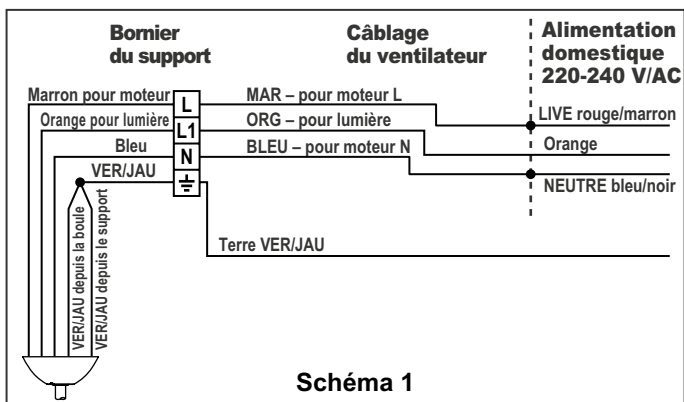 Bornier
du support
Câblage
du ventilateur
Alimentation
domestique
220-240 V/AC
Marron pour moteur
L
MAR – pour moteur L
LIVE rouge/marron
Orange pour lumière
L1
ORG – pour lumière
Orange
Bleu
N
BLEU – pour moteur N
NEUTRE bleu/noir
VER/JAU
VER/JAU depuis la boule
VER/JAU depuis le support
Terre VER/JAU
Schéma 1